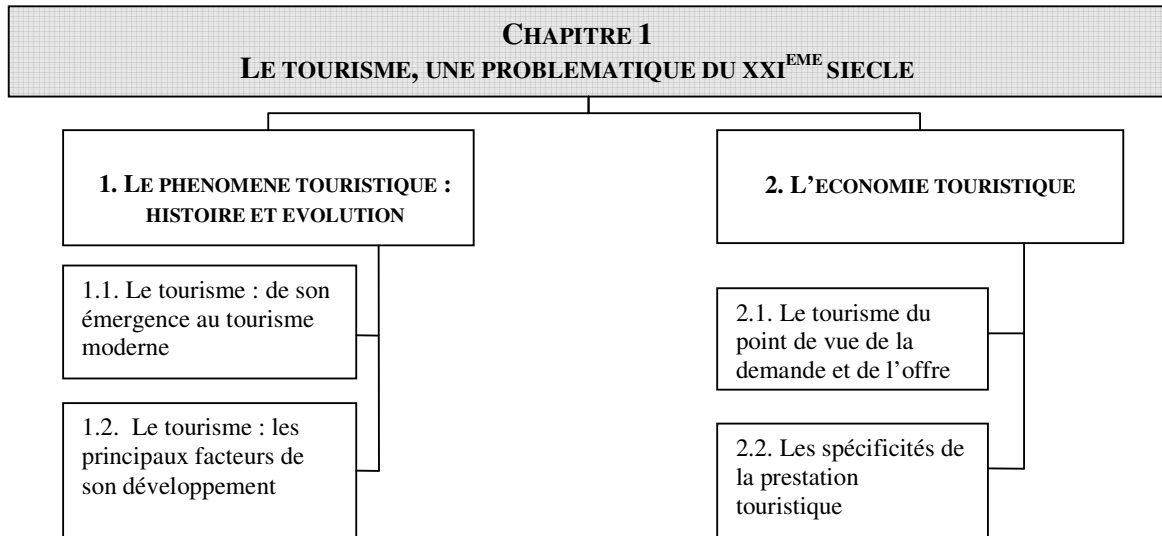 CHAPITRE 1
LE TOURISME, UNE PROBLEMATIQUE DU XXI^EME SIECLE
1. LE PHENOMENE TOURISTIQUE :
HISTOIRE ET EVOLUTION
1.1. Le tourisme : de son
émergence au tourisme
moderne
1.2. Le tourisme : les
principaux facteurs de
son développement
2. L’ECONOMIE TOURISTIQUE
2.1. Le tourisme du
point de vue de la
demande et de l’offre
2.2. Les spécificités de
la prestation
touristique